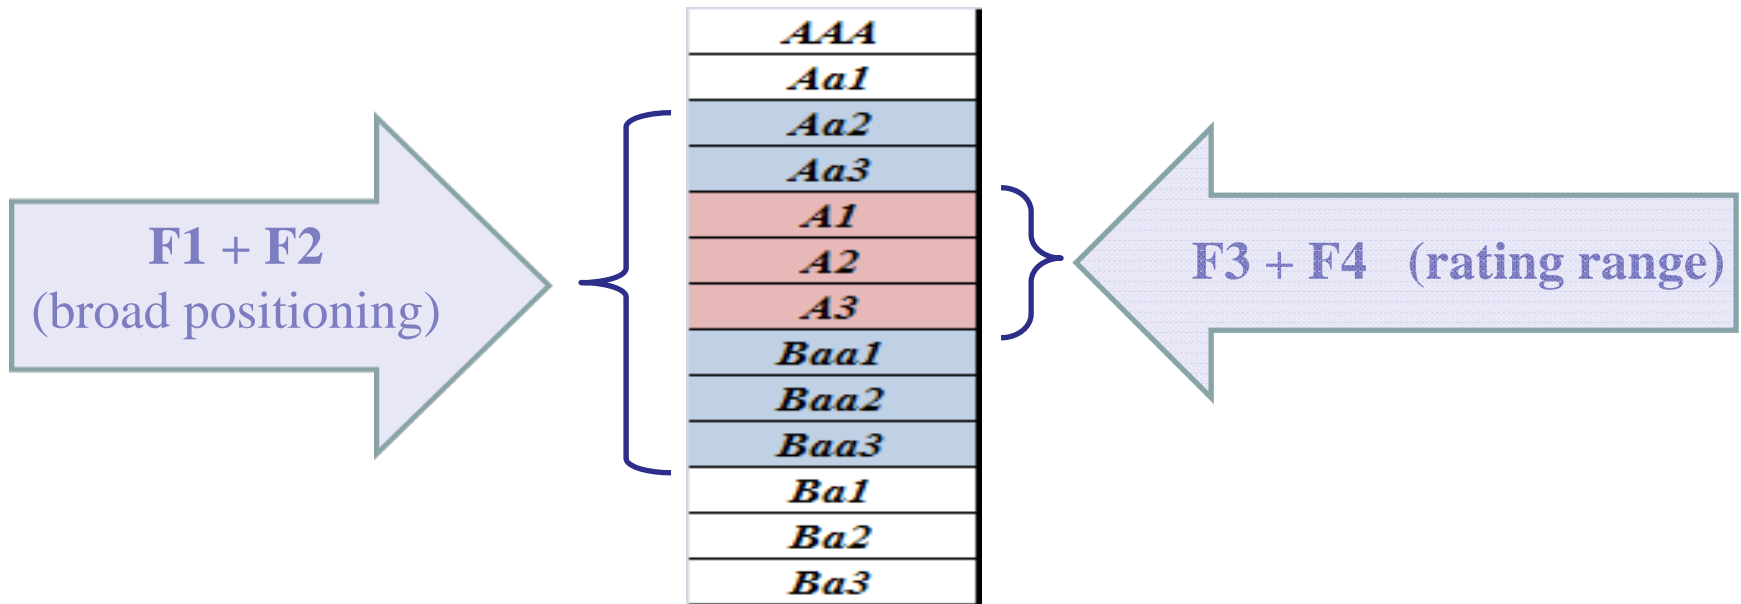 F1 + F2
(broad positioning)
AAA
Aa1
Aa2
Aa3
A1
A2
A3
Baa1
Baa2
Baa3
Ba1
Ba2
Ba3
F3 + F4 (rating range)